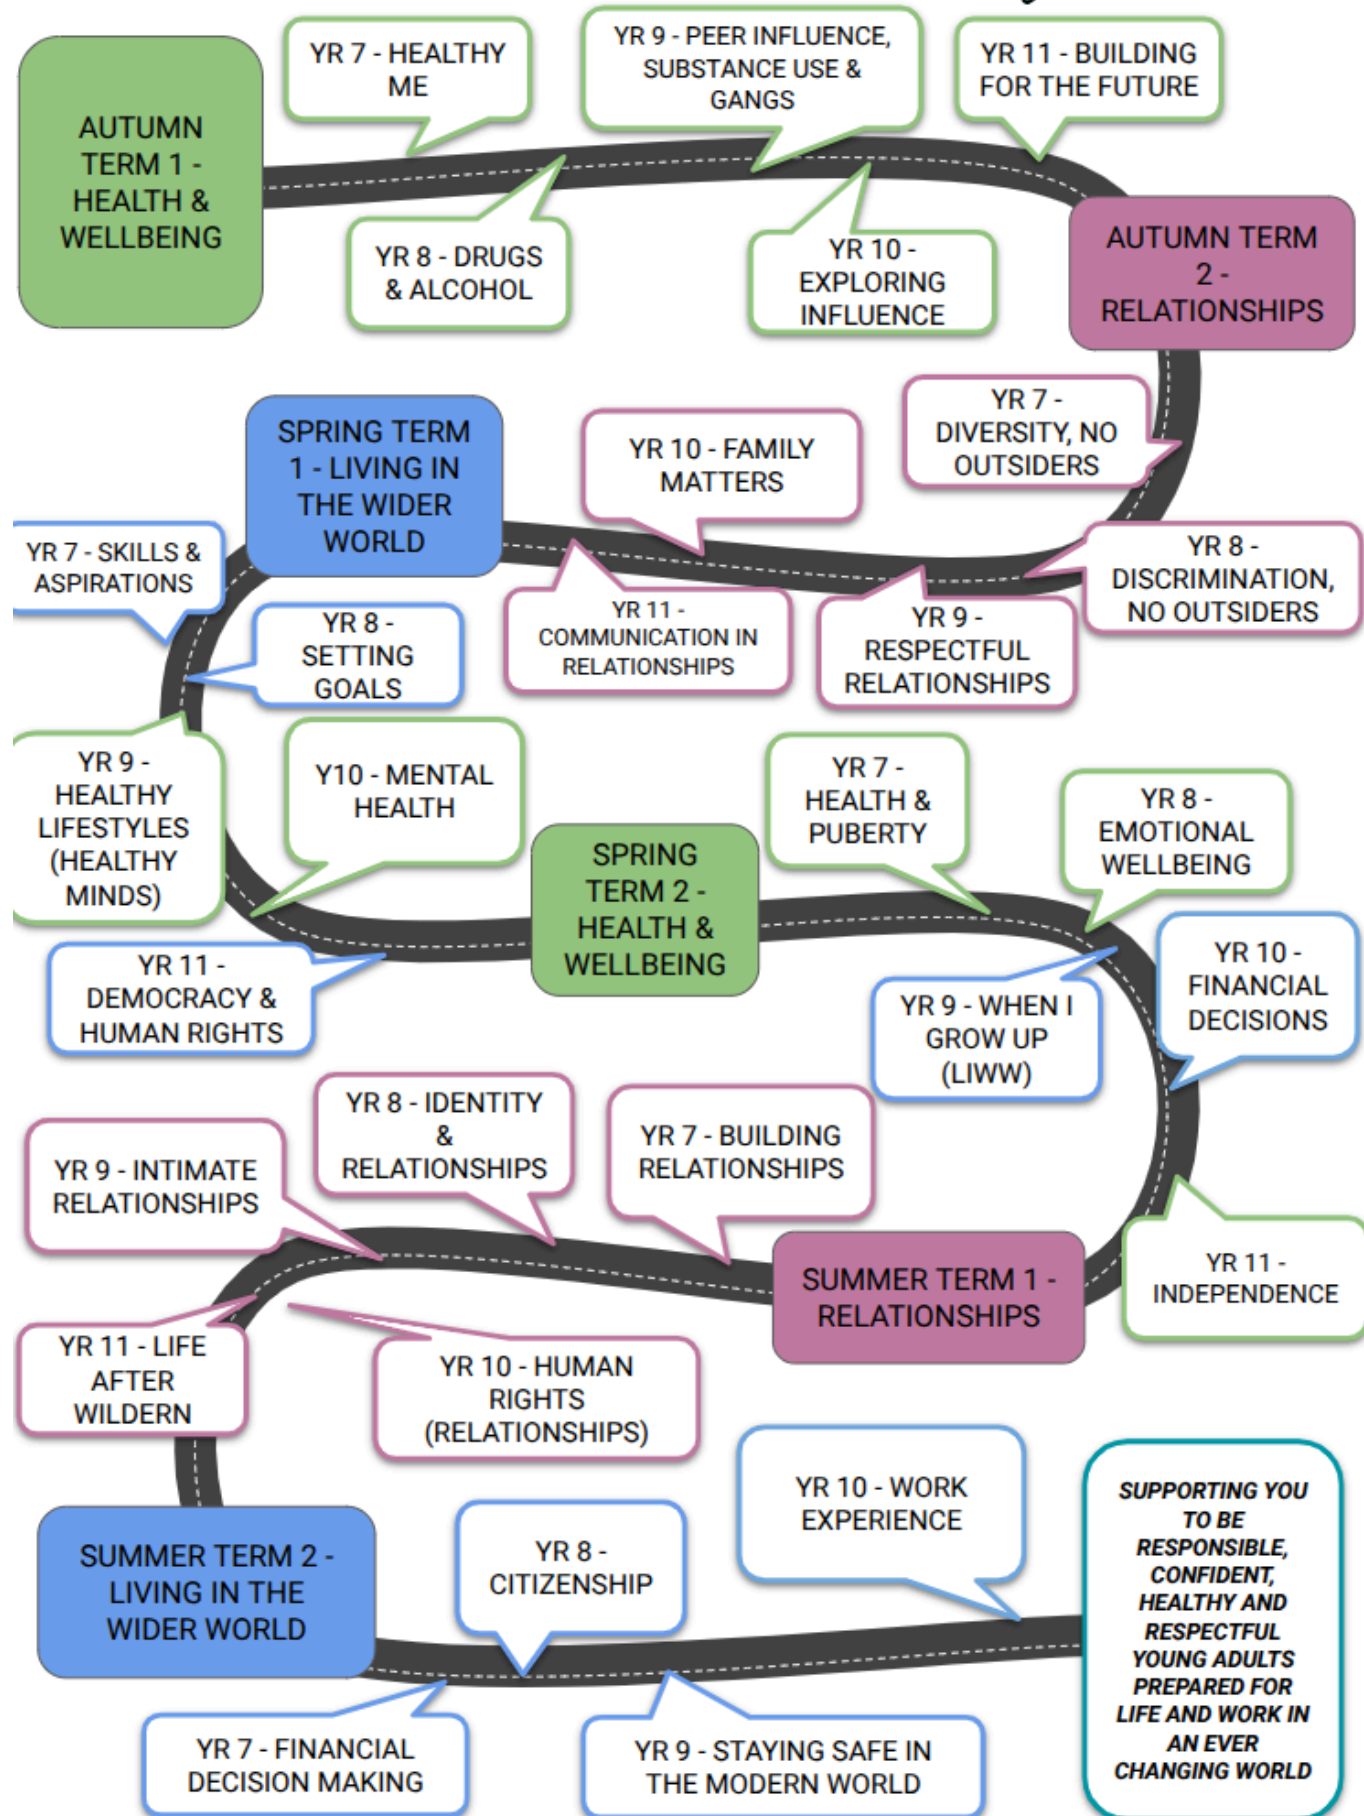 AUTUMN
TERM 1 -
HEALTH &
WELLBEING
YR 7 - HEALTHY
ME
YR 8 - DRUGS
& ALCOHOL
YR 9 - PEER INFLUENCE,
SUBSTANCE USE &
GANGS
YR 10 -
EXPLORING
INFLUENCE
YR 11 - BUILDING
FOR THE FUTURE
AUTUMN TERM
2 -
RELATIONSHIPS
YR 7 -
DIVERSITY, NO
OUTSIDERS
YR 8 -
DISCRIMINATION,
NO OUTSIDERS
YR 9 -
RESPECTFUL
RELATIONSHIPS
YR 10 - FAMILY
MATTERS
YR 11 -
COMMUNICATION IN
RELATIONSHIPS
SPRING TERM
1 - LIVING IN
THE WIDER
WORLD
YR 7 - SKILLS &
ASPIRATIONS
YR 8 -
SETTING
GOALS
YR 9 -
HEALTHY
LIFESTYLES
(HEALTHY
MINDS)
Y10 - MENTAL
HEALTH
YR 11 -
DEMOCRACY &
HUMAN RIGHTS
SPRING
TERM 2 -
HEALTH &
WELLBEING
YR 7 -
HEALTH &
PUBERTY
YR 8 -
EMOTIONAL
WELLBEING
YR 9 - WHEN I
GROW UP
(LIWW)
YR 10 -
FINANCIAL
DECISIONS
YR 11 -
INDEPENDENCE
SUMMER TERM 1 -
RELATIONSHIPS
YR 7 - BUILDING
RELATIONSHIPS
YR 8 - IDENTITY
&
RELATIONSHIPS
YR 9 - INTIMATE
RELATIONSHIPS
YR 10 - HUMAN
RIGHTS
(RELATIONSHIPS)
YR 11 - LIFE
AFTER
WILDERN
SUMMER TERM 2 -
LIVING IN THE
WIDER WORLD
YR 7 - FINANCIAL
DECISION MAKING
YR 8 -
CITIZENSHIP
YR 9 - STAYING SAFE IN
THE MODERN WORLD
YR 10 - WORK
EXPERIENCE
SUPPORTING YOU
TO BE
RESPONSIBLE,
CONFIDENT,
HEALTHY AND
RESPECTFUL
YOUNG ADULTS
PREPARED FOR
LIFE AND WORK IN
AN EVER
CHANGING WORLD